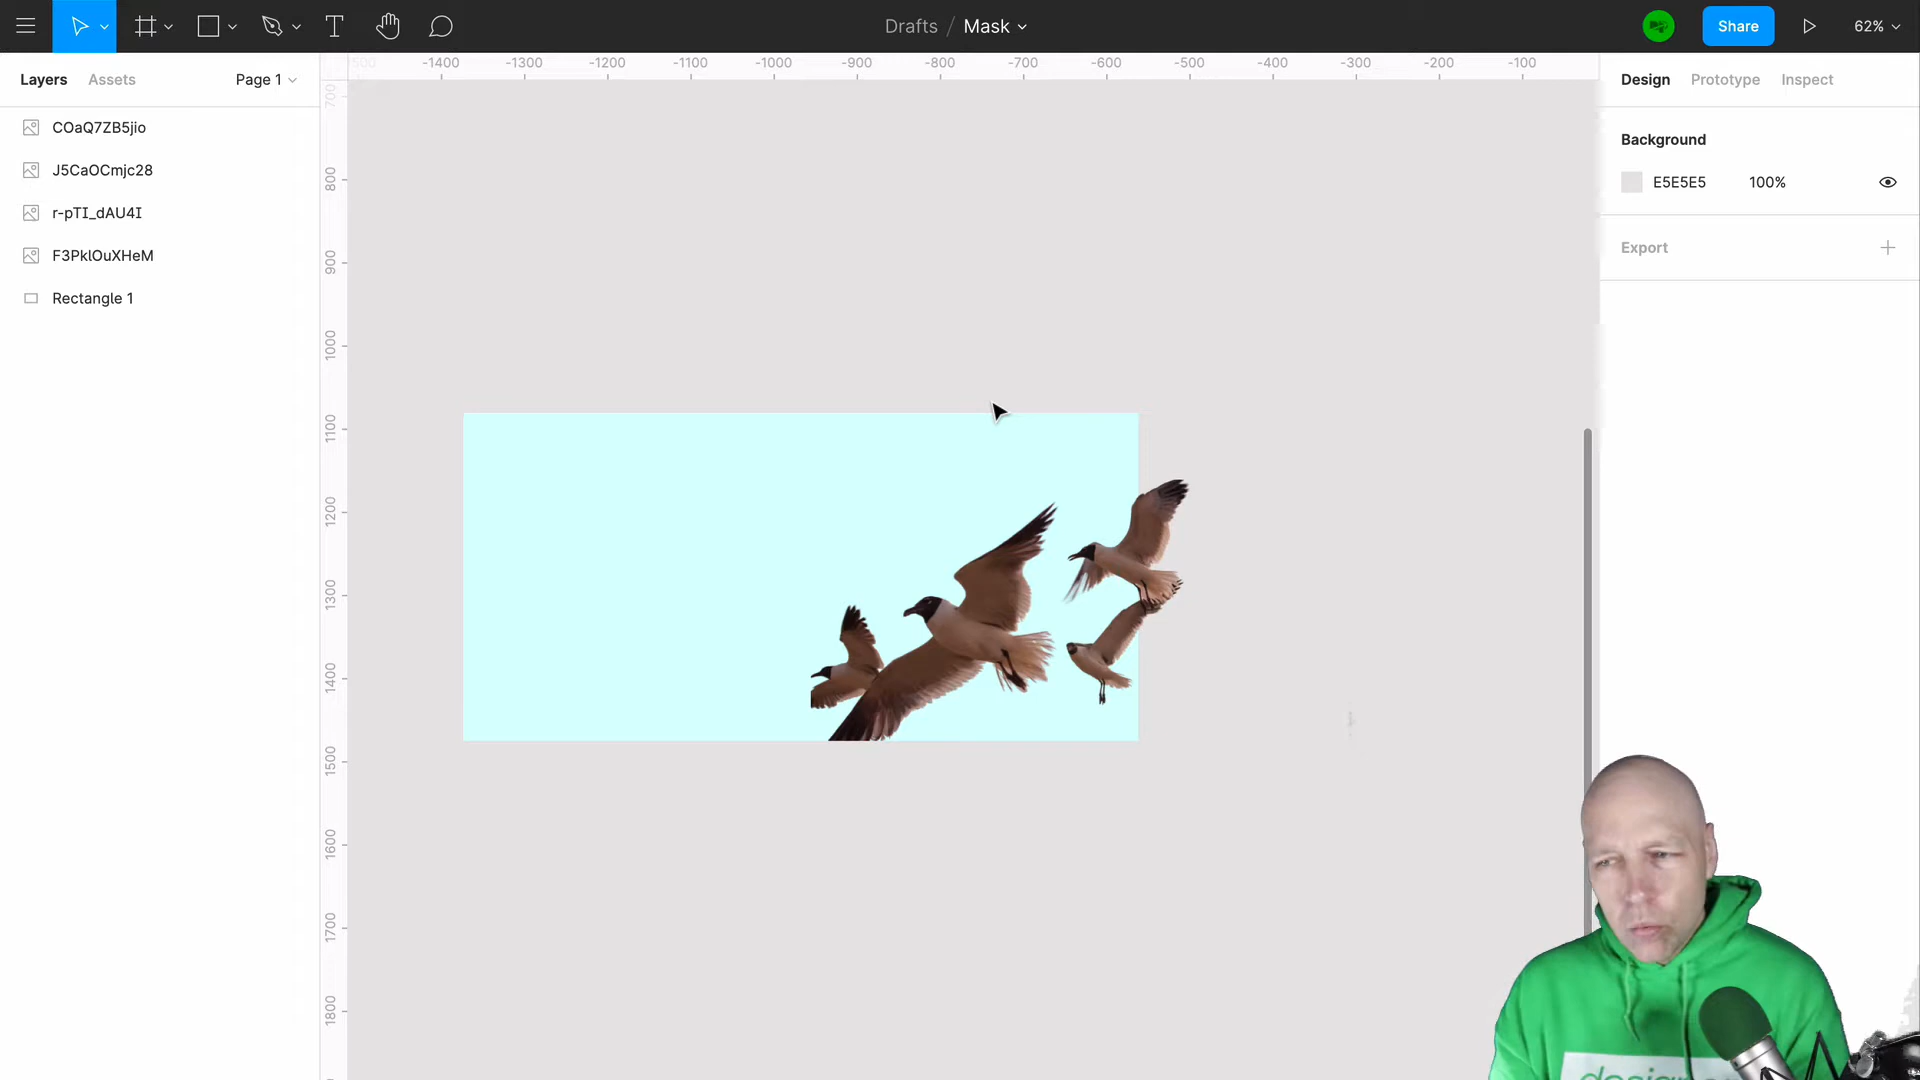 Drafts / Mask
Share
62%
Layers
Assets
Page 1
Design
Prototype
Inspect
-1400 -1300 -1200 -1100 -1000 -900 -800 -700 -600 -500 -400 -300 -200 -100
COaQ7ZB5jio
J5CaOCmjc28
r-pTI_dAU4I
F3PklOuXHeM
Rectangle 1
Background
E5E5E5
100%
Export
700
800
900
1000
1100
1200
1300
1400
1500
1600
1700
1800